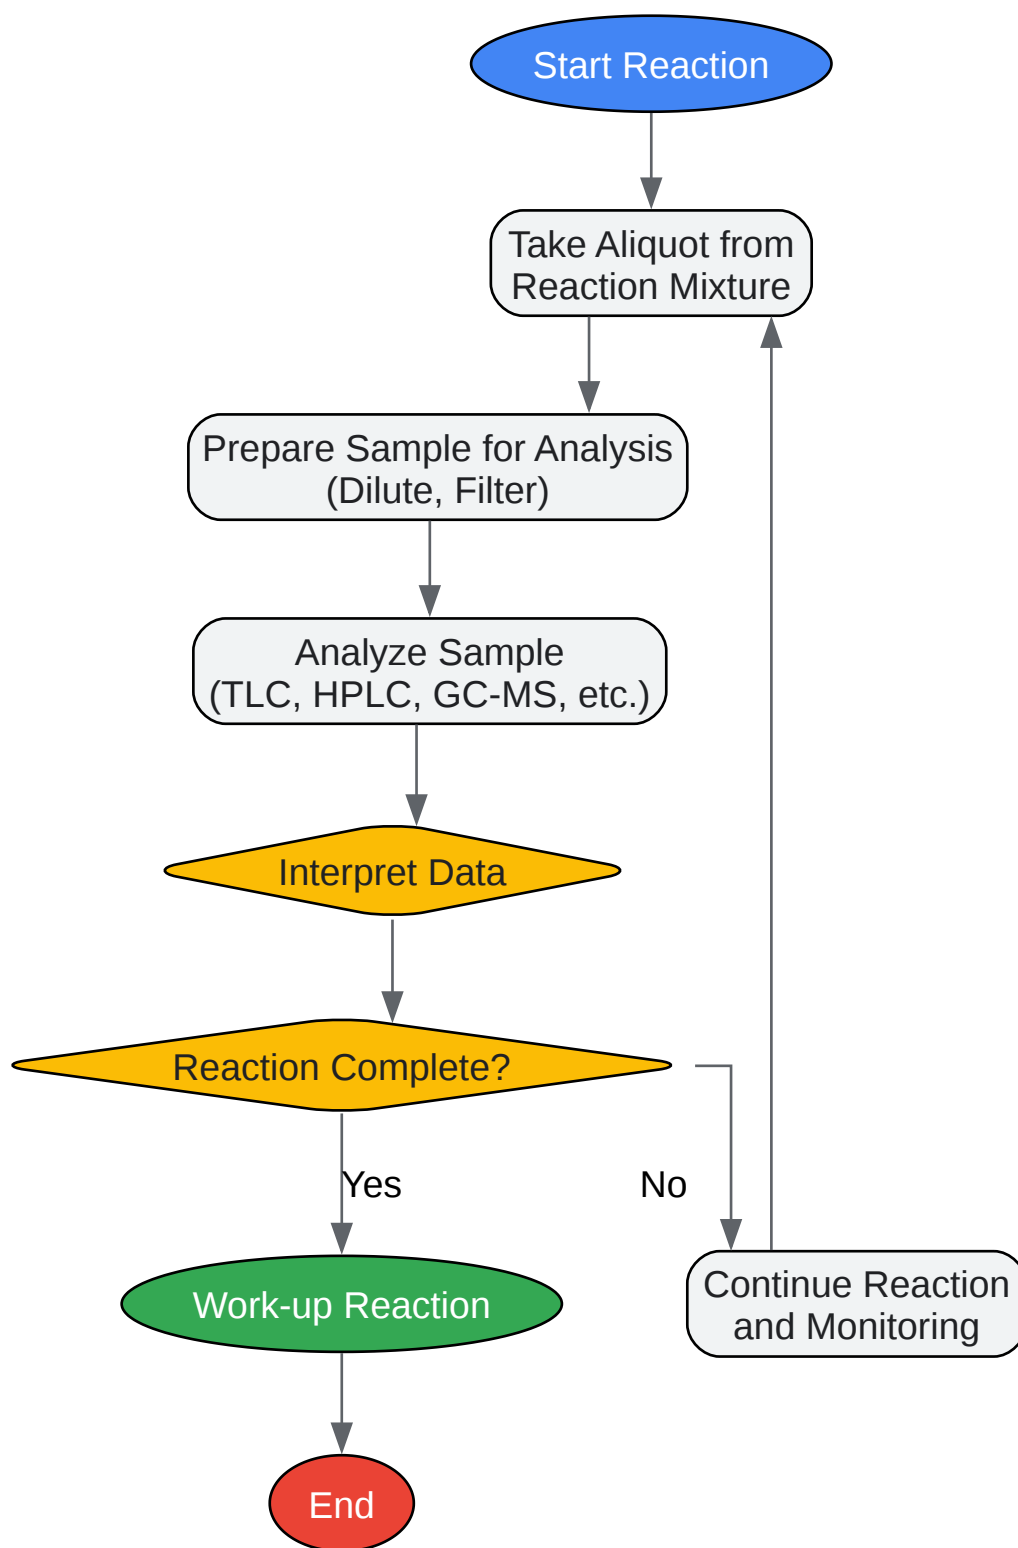 Start Reaction
Take Aliquot from
Reaction Mixture
Prepare Sample for Analysis
(Dilute, Filter)
Analyze Sample
(TLC, HPLC, GC-MS, etc.)
Interpret Data
Reaction Complete?
Yes
No
Work-up Reaction
Continue Reaction
and Monitoring
End